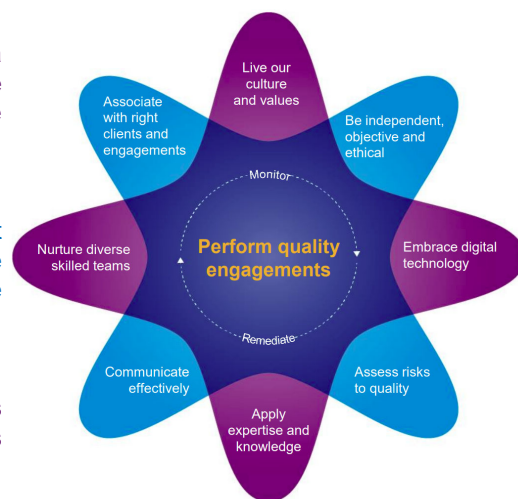 Live our
culture
and values
Be independent,
objective and
ethical
Embrace digital
technology
Assess risks
to quality
Apply
expertise and
knowledge
Communicate
effectively
Nurture diverse
skilled teams
Associate
with right
clients and
engagements
Monitor
Perform quality
engagements
Remediate